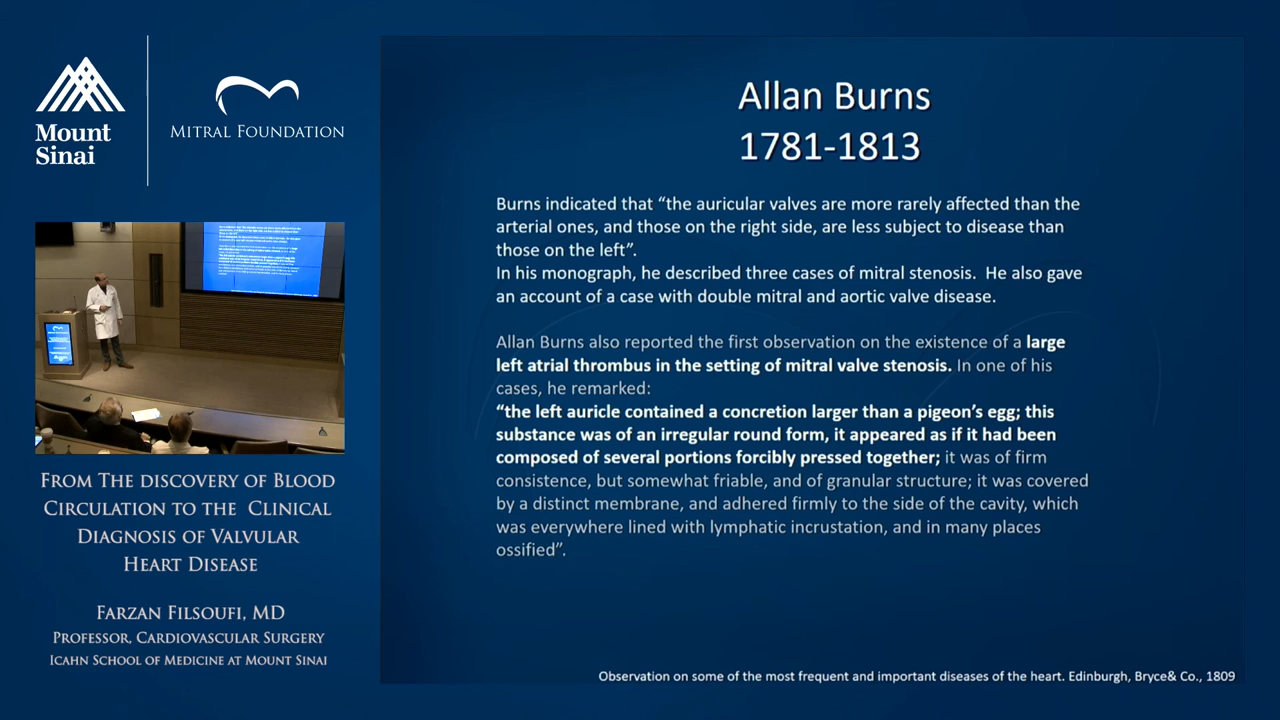 Mount
Sinai
MITRAL FOUNDATION
FROM THE DISCOVERY OF BLOOD
CIRCULATION TO THE CLINICAL
DIAGNOSIS OF VALVULAR
HEART DISEASE
FARZAN FILSOUFI, MD
PROFESSOR, CARDIOVASCULAR SURGERY
ICAHN SCHOOL OF MEDICINE AT MOUNT SINAI
Allan Burns
1781-1813
Burns indicated that “the auricular valves are more rarely affected than the
arterial ones, and those on the right side, are less subject to disease than
those on the left”.
In his monograph, he described three cases of mitral stenosis. He also gave
an account of a case with double mitral and aortic valve disease.
Allan Burns also reported the first observation on the existence of a large
left atrial thrombus in the setting of mitral valve stenosis. In one of his
cases, he remarked:
“the left auricle contained a concretion larger than a pigeon’s egg; this
substance was of an irregular round form, it appeared as if it had been
composed of several portions forcibly pressed together; it was of firm
consistence, but somewhat friable, and of granular structure; it was covered
by a distinct membrane, and adhered firmly to the side of the cavity, which
was everywhere lined with lymphatic incrustation, and in many places
ossified”.
Observation on some of the most frequent and important diseases of the heart. Edinburgh, Bryce& Co., 1809